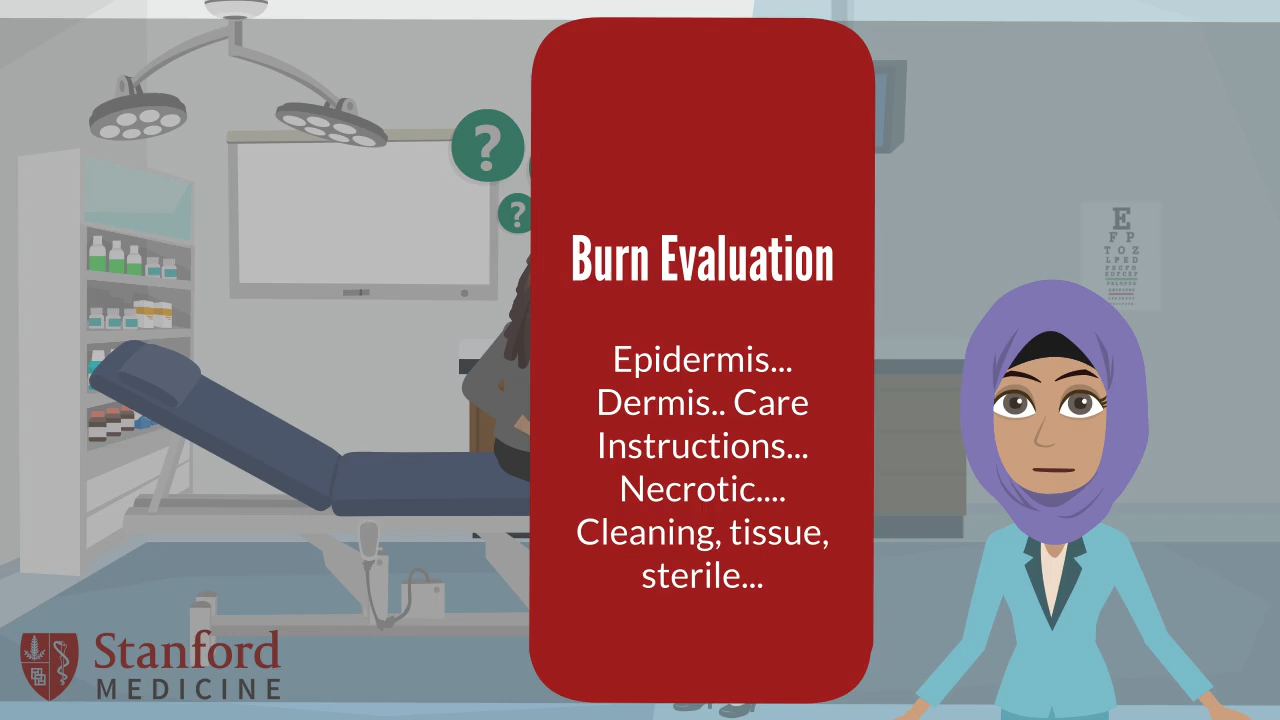 ?
?
Burn Evaluation
Epidermis...
Dermis.. Care
Instructions...
Necrotic....
Cleaning, tissue,
sterile...
E
F P
T O Z
L P E D
P E C F D
E D F C Z P
Stanford
MEDICINE